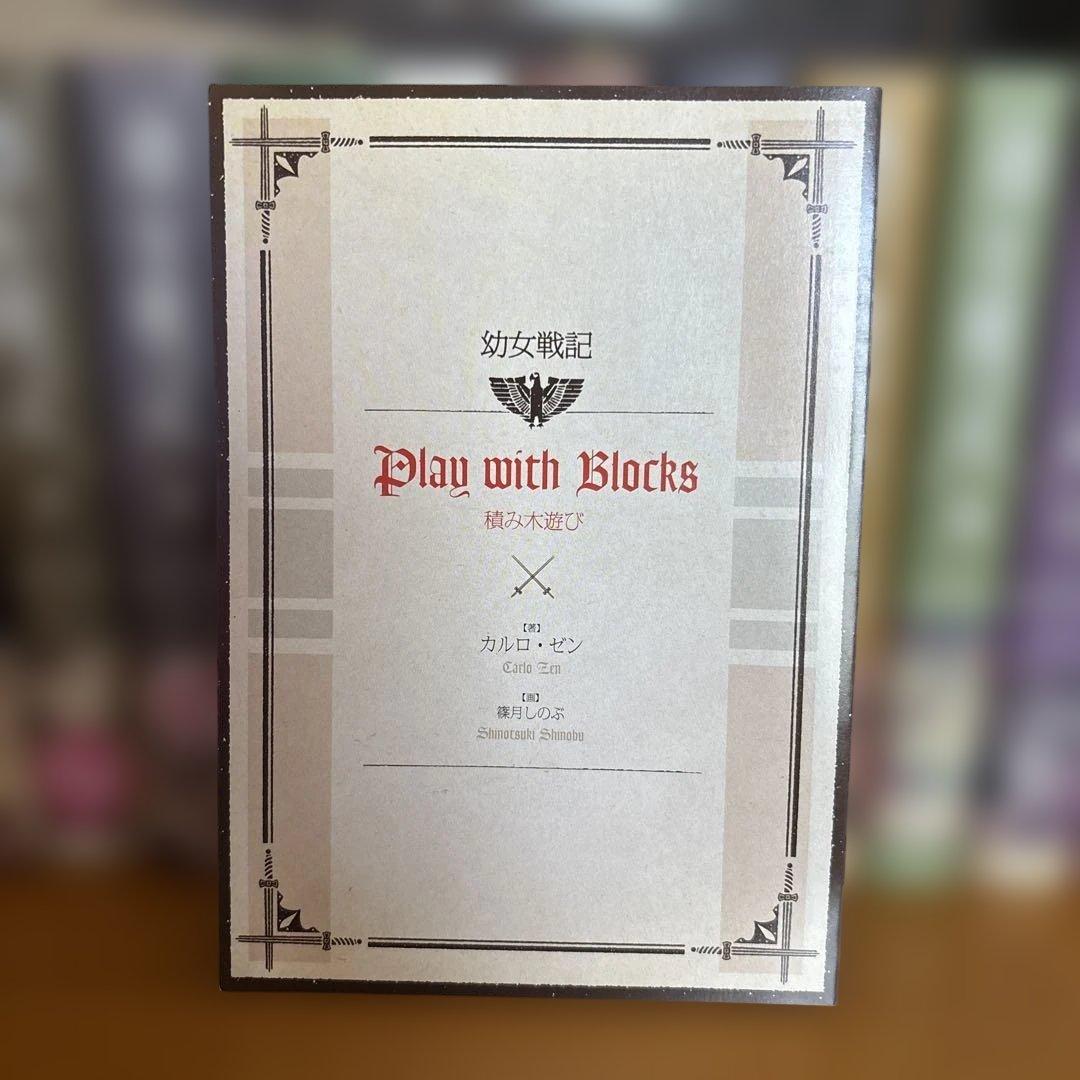 幼女戦記
Play with Blocks
積み木遊び
【著】
カルロ・ゼン
Carlo Zen
【画】
篠月しのぶ
Shinotsuki Shinobu